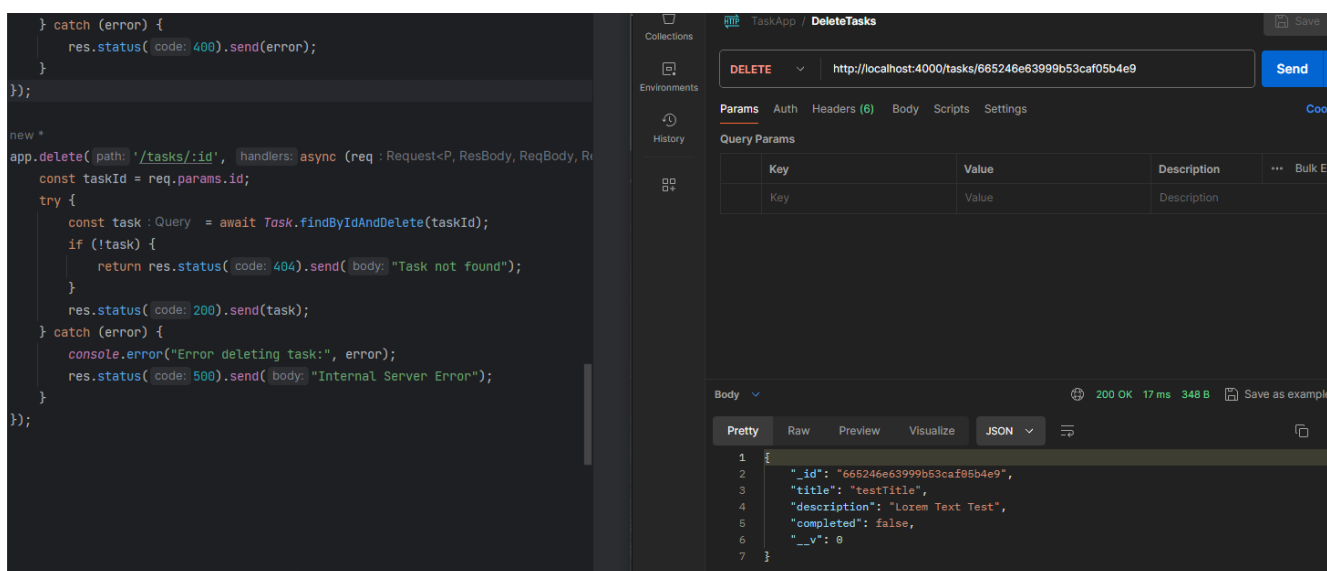 } catch (error) {
res.status( code: 400).send(error);
}
});
new *
app.delete( path: '/tasks/:id', handlers: async (req : Request<P, ResBody, ReqBody, Re
const taskId = req.params.id;
try {
const task : Query = await Task.findByIdAndDelete(taskId);
if (!task) {
return res.status( code: 404).send( body: "Task not found");
}
res.status( code: 200).send(task);
} catch (error) {
console.error("Error deleting task:", error);
res.status( code: 500).send( body: "Internal Server Error");
}
});
Collections
Environments
History
HTTP TaskApp / DeleteTasks
Save
DELETE http://localhost:4000/tasks/665246e63999b53caf05b4e9 Send
Params Auth Headers (6) Body Scripts Settings Coo
Query Params
Key Value Description ••• Bulk E
Key Value Description
Body 200 OK 17 ms 348 B Save as example
Pretty Raw Preview Visualize JSON
1 {
2 "_id": "665246e63999b53caf05b4e9",
3 "title": "testTitle",
4 "description": "Lorem Text Test",
5 "completed": false,
6 "__v": 0
7 }